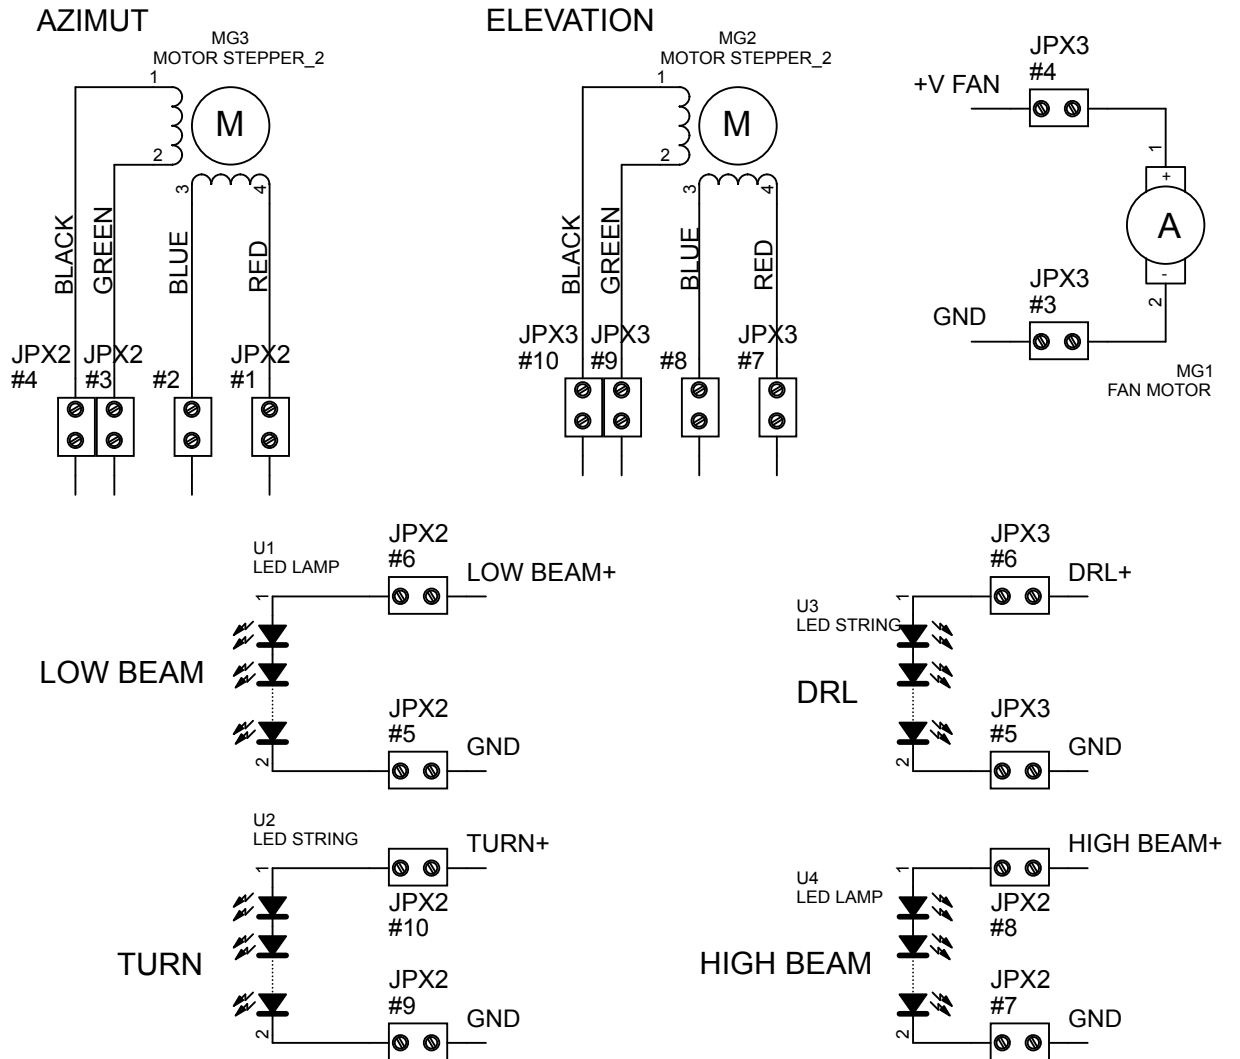 AZIMUT
MG3
MOTOR STEPPER_2
1
M
2
3
4
BLACK
GREEN
BLUE
RED
JPX2
#4
JPX2
#3
#2
JPX2
#1
ELEVATION
MG2
MOTOR STEPPER_2
1
M
2
3
4
BLACK
GREEN
BLUE
RED
JPX3
#10
JPX3
#9
#8
JPX3
#7
JPX3
#4
+V FAN
1
+
A
-
2
JPX3
#3
GND
MG1
FAN MOTOR
U1
LED LAMP
JPX2
#6
LOW BEAM+
1
LOW BEAM
JPX2
#5
GND
2
JPX3
#6
DRL+
1
U3
LED STRING
DRL
JPX3
#5
GND
2
U2
LED STRING
TURN+
1
JPX2
#10
TURN
JPX2
#9
GND
2
HIGH BEAM+
1
U4
LED LAMP
JPX2
#8
HIGH BEAM
JPX2
#7
GND
2